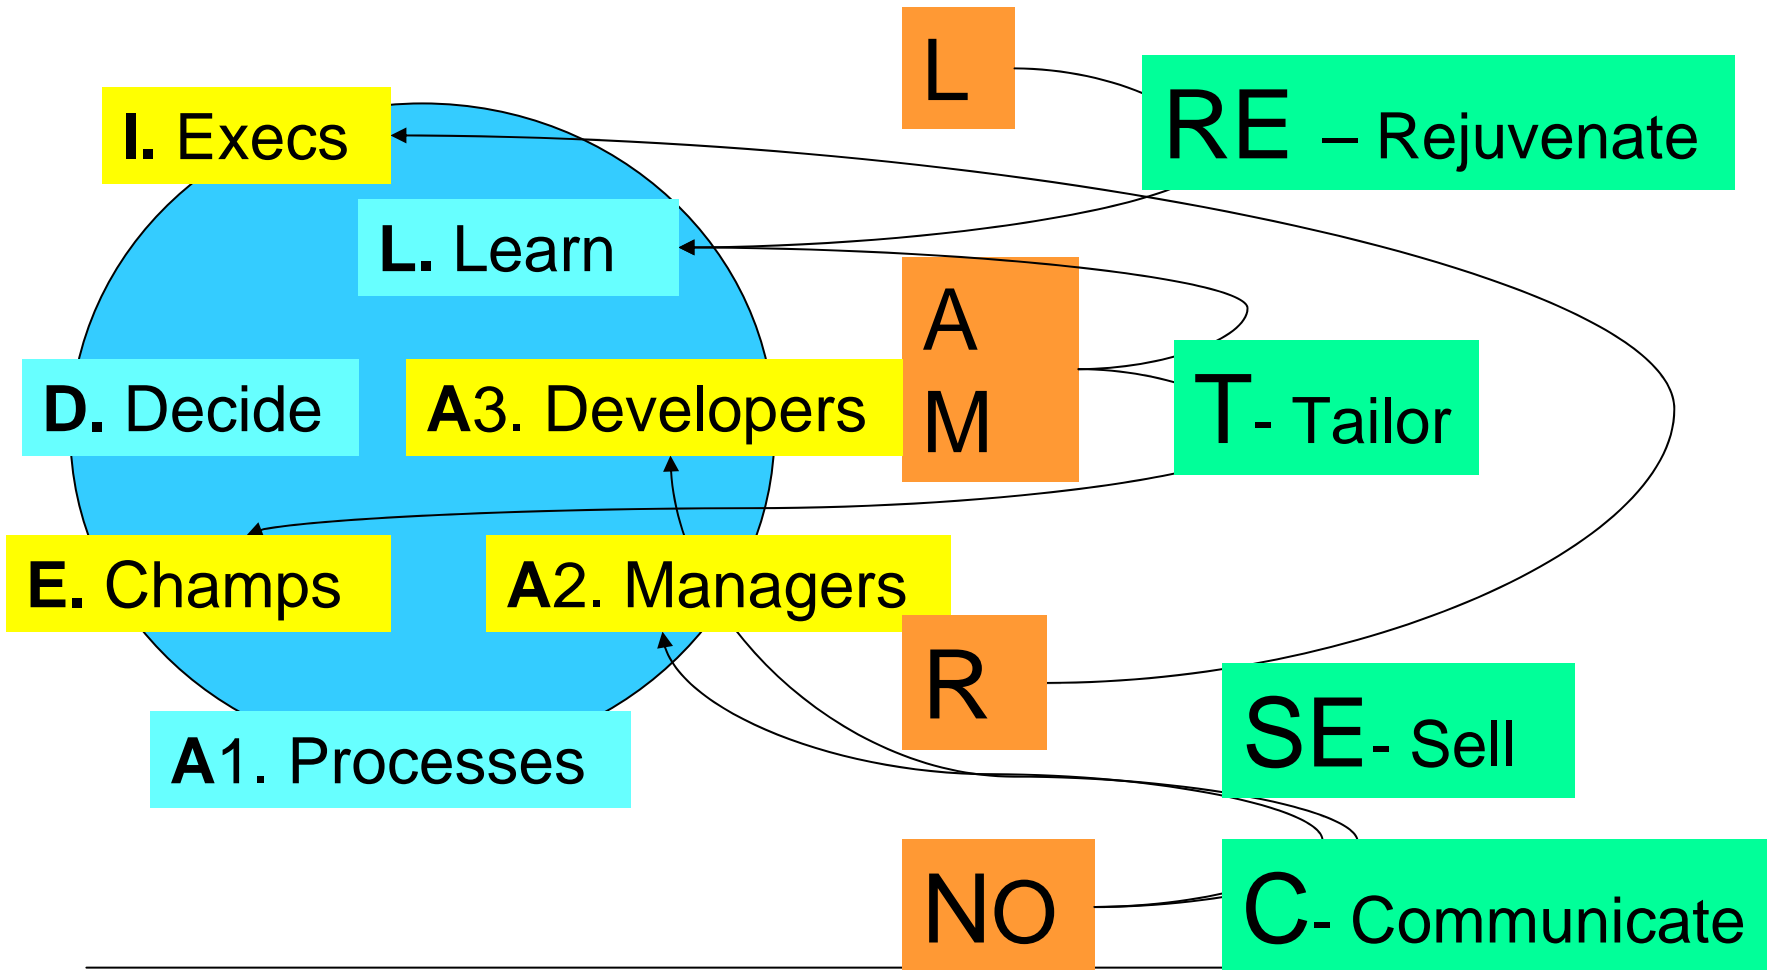 L
RE – Rejuvenate
I. Execs
L. Learn
A
M
T- Tailor
D. Decide
A3. Developers
E. Champs
A2. Managers
R
SE- Sell
A1. Processes
NO
C- Communicate